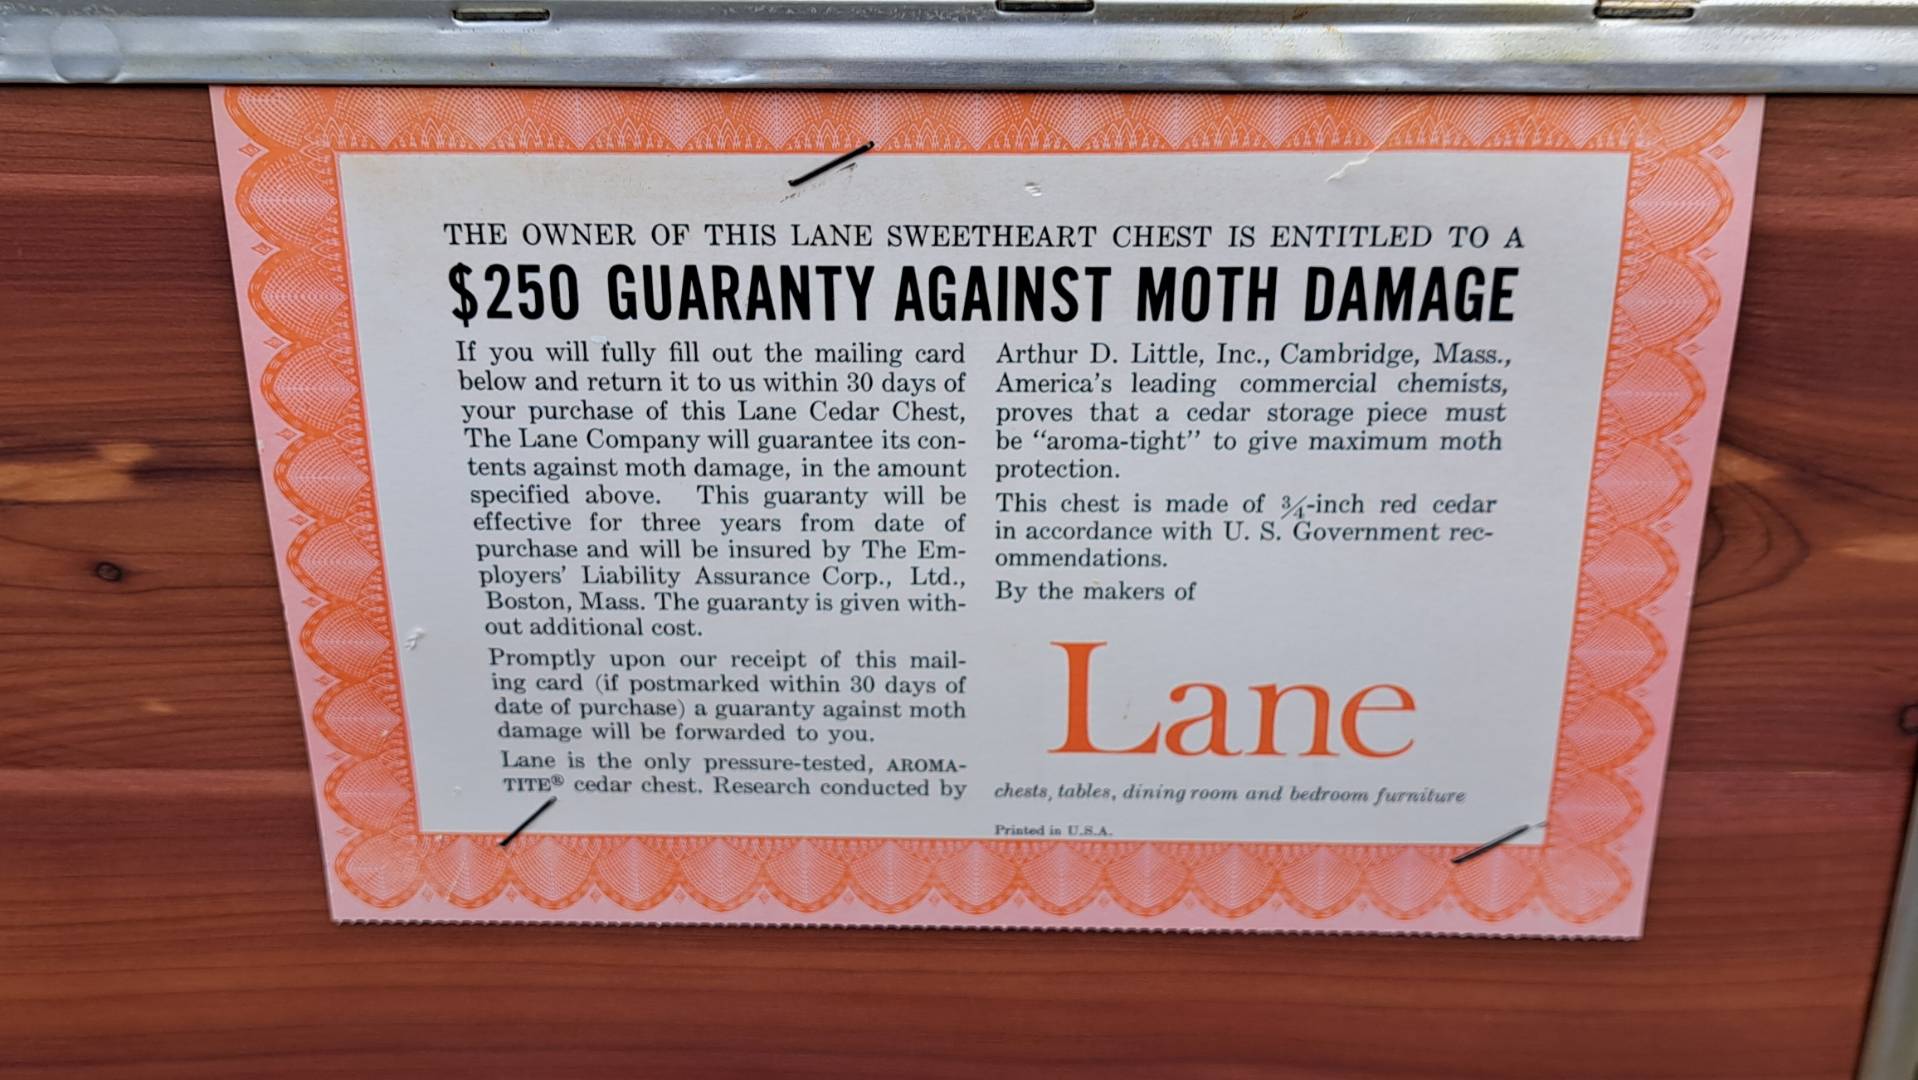 THE OWNER OF THIS LANE SWEETHEART CHEST IS ENTITLED TO A
$250 GUARANTY AGAINST MOTH DAMAGE
If you will fully fill out the mailing card
below and return it to us within 30 days of
your purchase of this Lane Cedar Chest,
The Lane Company will guarantee its con-
tents against moth damage, in the amount
specified above. This guaranty will be
effective for three years from date of
purchase and will be insured by The Em-
ployers' Liability Assurance Corp., Ltd.,
Boston, Mass. The guaranty is given with-
out additional cost.
Promptly upon our receipt of this mail-
ing card (if postmarked within 30 days of
date of purchase) a guaranty against moth
damage will be forwarded to you.
Lane is the only pressure-tested, AROMA-
TITE® cedar chest. Research conducted by
Arthur D. Little, Inc., Cambridge, Mass.,
America's leading commercial chemists,
proves that a cedar storage piece must
be "aroma-tight" to give maximum moth
protection.
This chest is made of ¾-inch red cedar
in accordance with U. S. Government rec-
ommendations.
By the makers of
Lane
chests, tables, dining room and bedroom furniture
Printed in U.S.A.